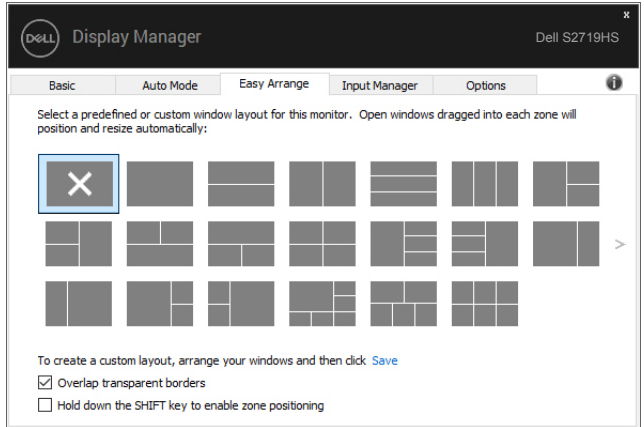 x
DELL Display Manager
Dell S2719HS
Basic Auto Mode Easy Arrange Input Manager Options
Select a predefined or custom window layout for this monitor. Open windows dragged into each zone will
position and resize automatically:
To create a custom layout, arrange your windows and then click Save
Overlap transparent borders
Hold down the SHIFT key to enable zone positioning